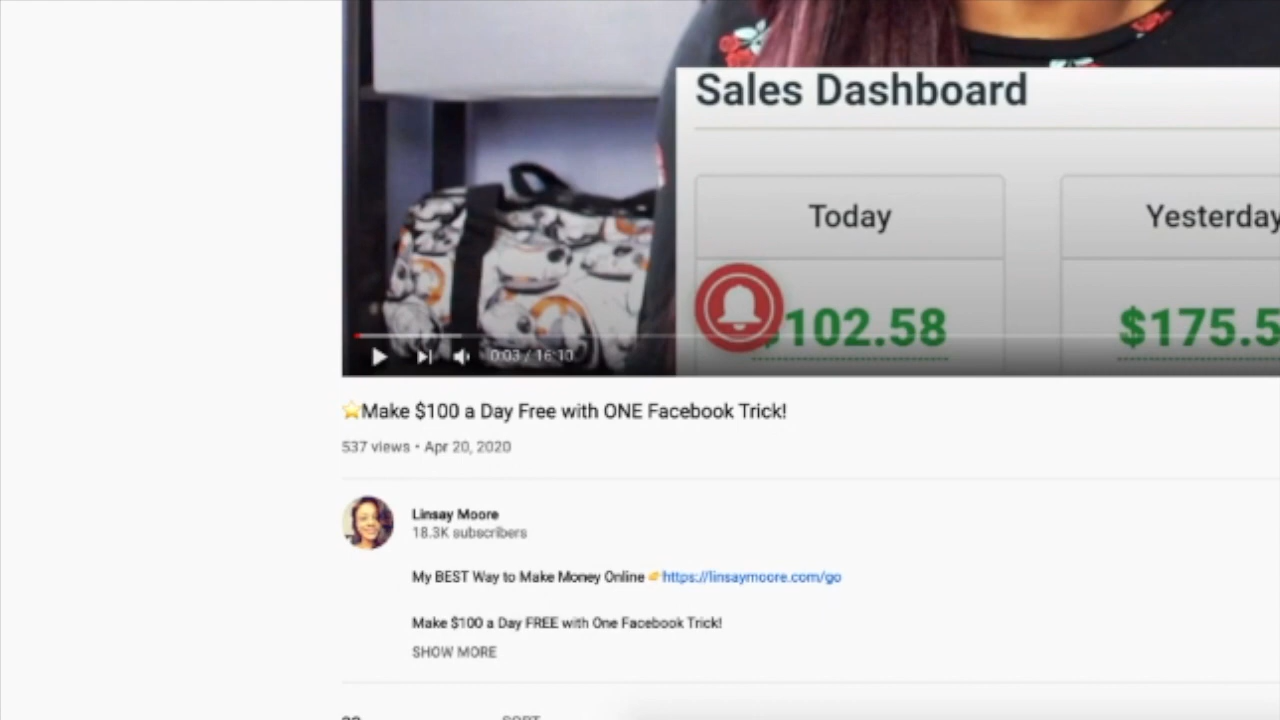 Sales Dashboard
Today
Yesterday
$102.58
$175.5
0:03 / 16:10
⭐Make $100 a Day Free with ONE Facebook Trick!
537 views • Apr 20, 2020
Linsay Moore
18.3K subscribers
My BEST Way to Make Money Online 👉https://linsaymoore.com/go
Make $100 a Day FREE with One Facebook Trick!
SHOW MORE